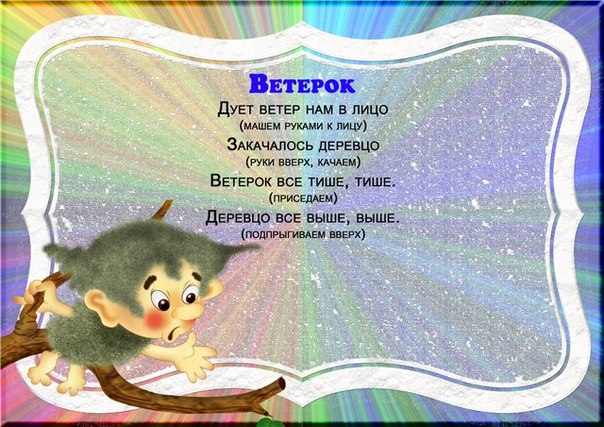 Ветерок
Дует ветер нам в лицо
(машем руками к лицу)
Закачалось деревцо
(руки вверх, качаем)
Ветерок все тише, тише.
(приседаем)
Деревцо все выше, выше.
(подпрыгиваем вверх)